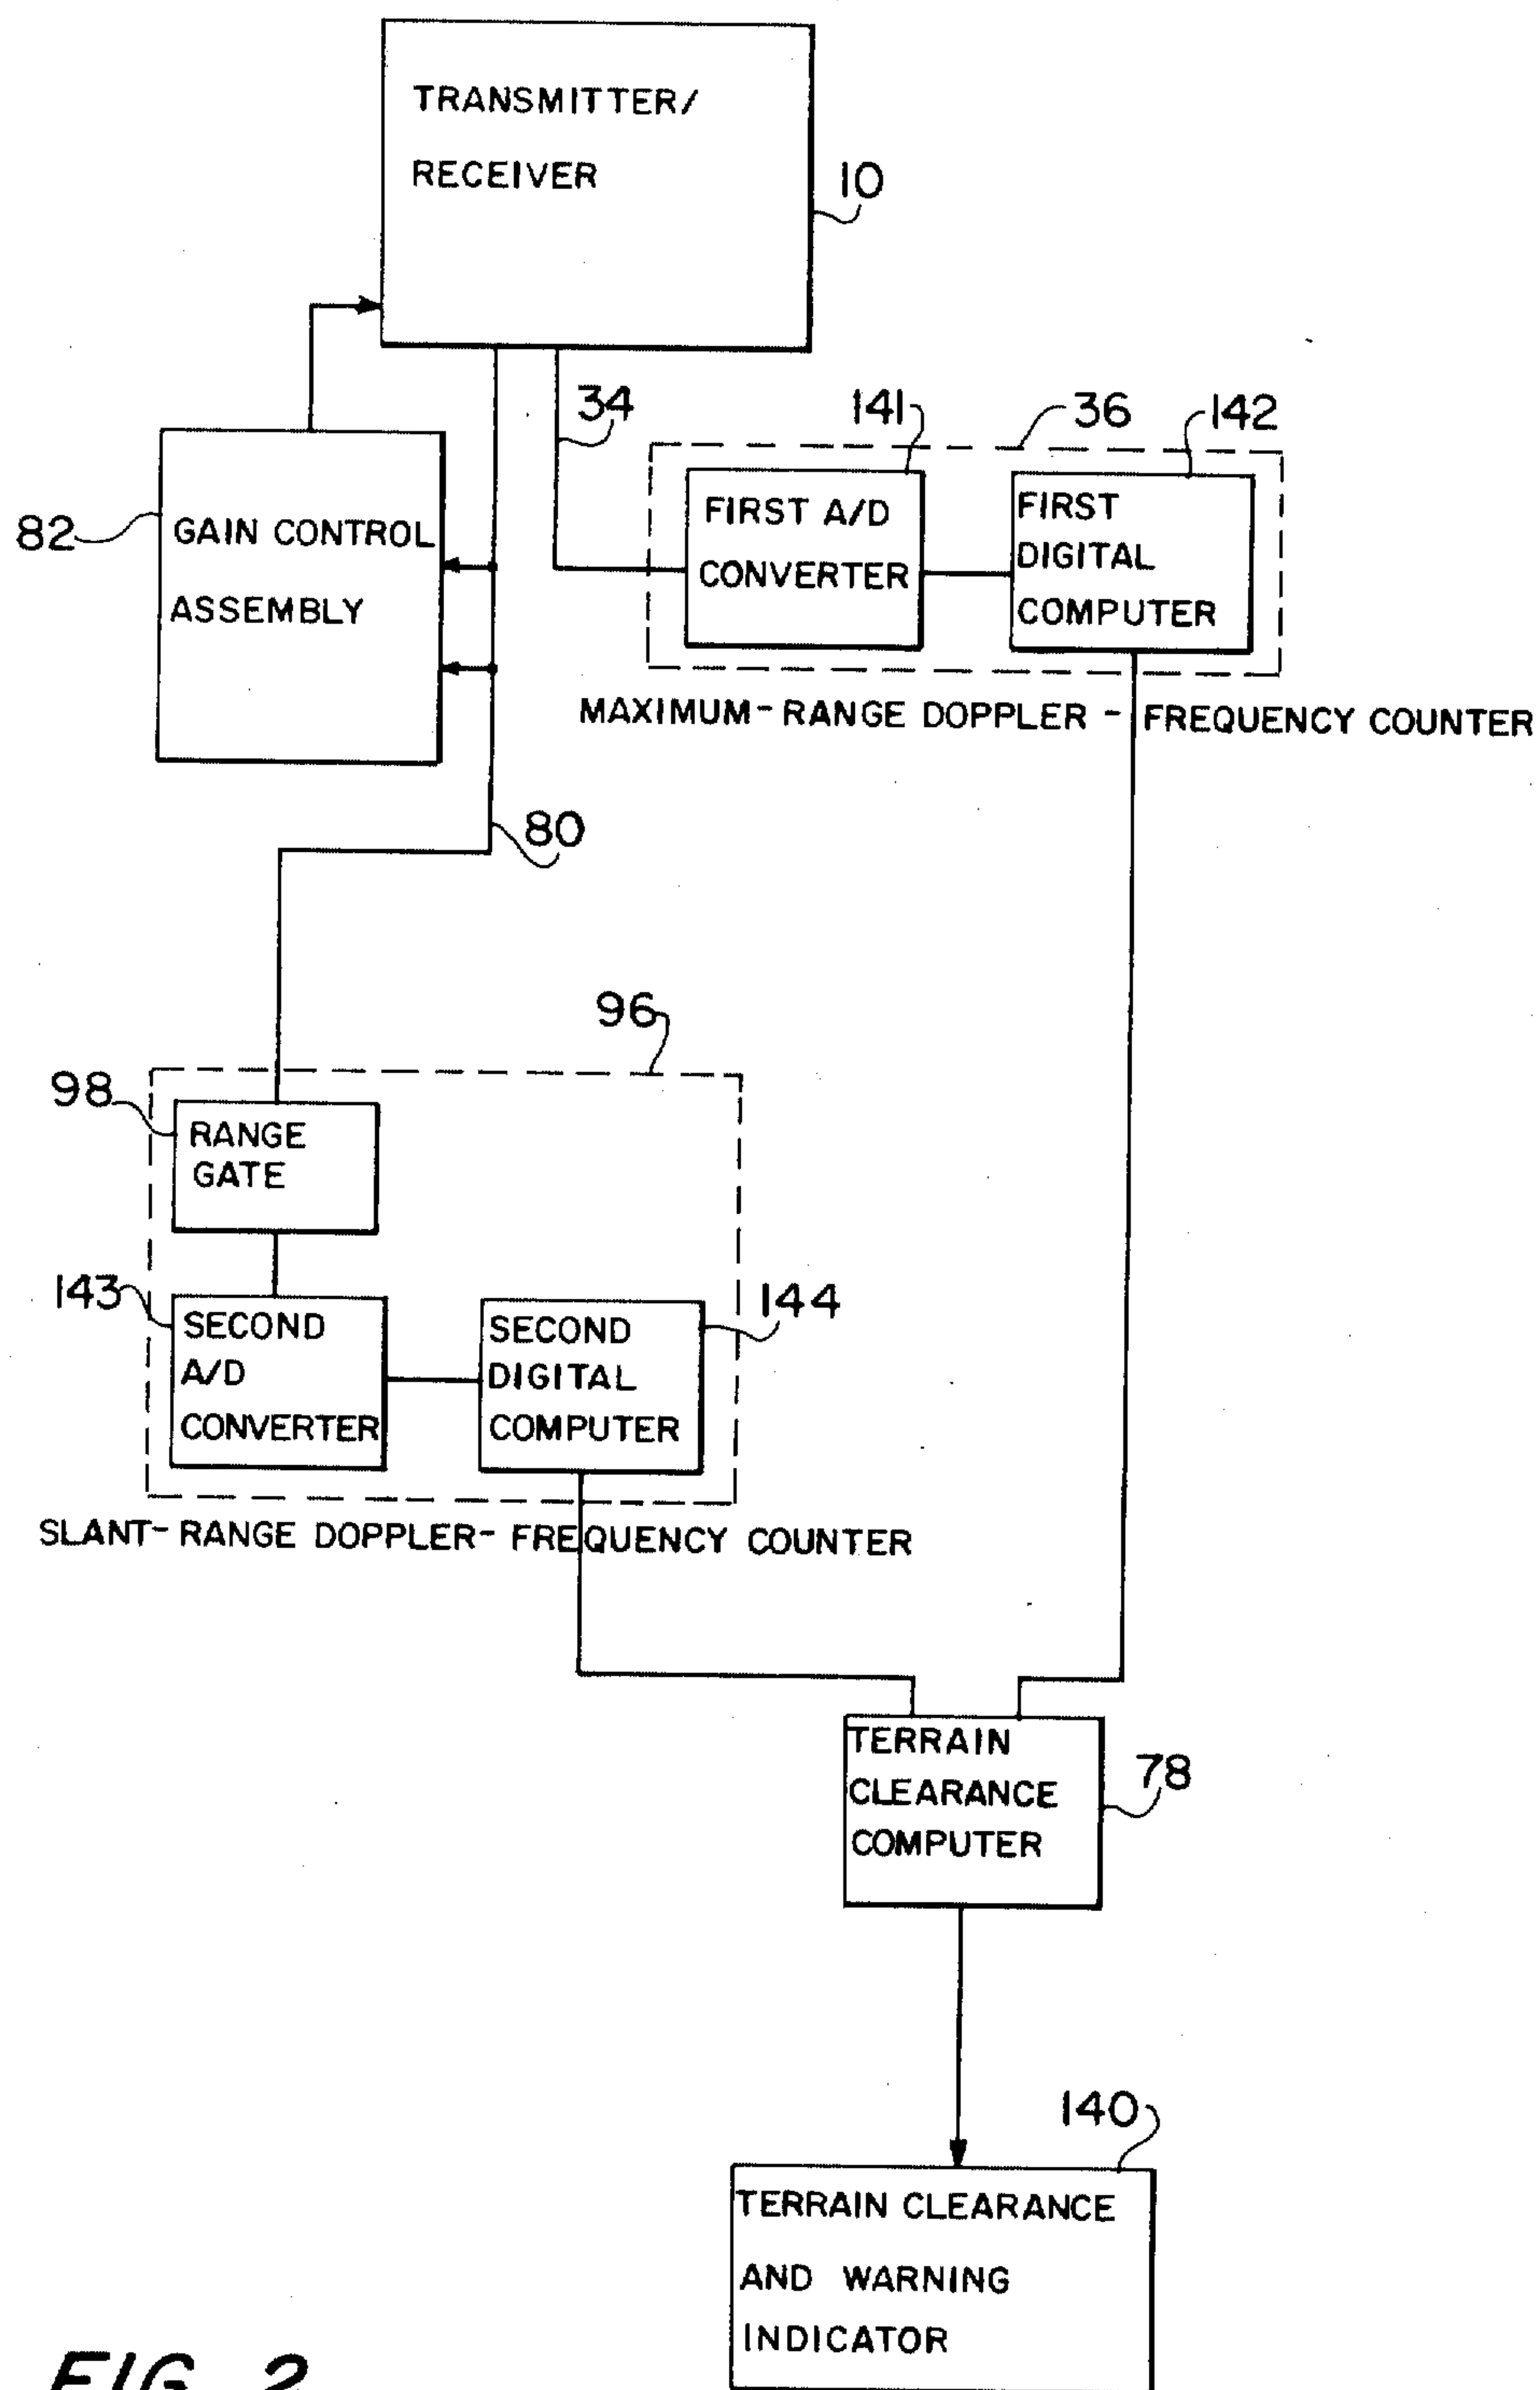 TRANSMITTER/
RECEIVER
10
34
141
36
142
82
GAIN CONTROL
ASSEMBLY
FIRST A/D
CONVERTER
FIRST
DIGITAL
COMPUTER
MAXIMUM-RANGE DOPPLER - FREQUENCY COUNTER
80
96
98
RANGE
GATE
143
SECOND
A/D
CONVERTER
SECOND
DIGITAL
COMPUTER
144
SLANT-RANGE DOPPLER-FREQUENCY COUNTER
TERRAIN
CLEARANCE
COMPUTER
78
140
TERRAIN CLEARANCE
AND WARNING
INDICATOR
FIG. 2